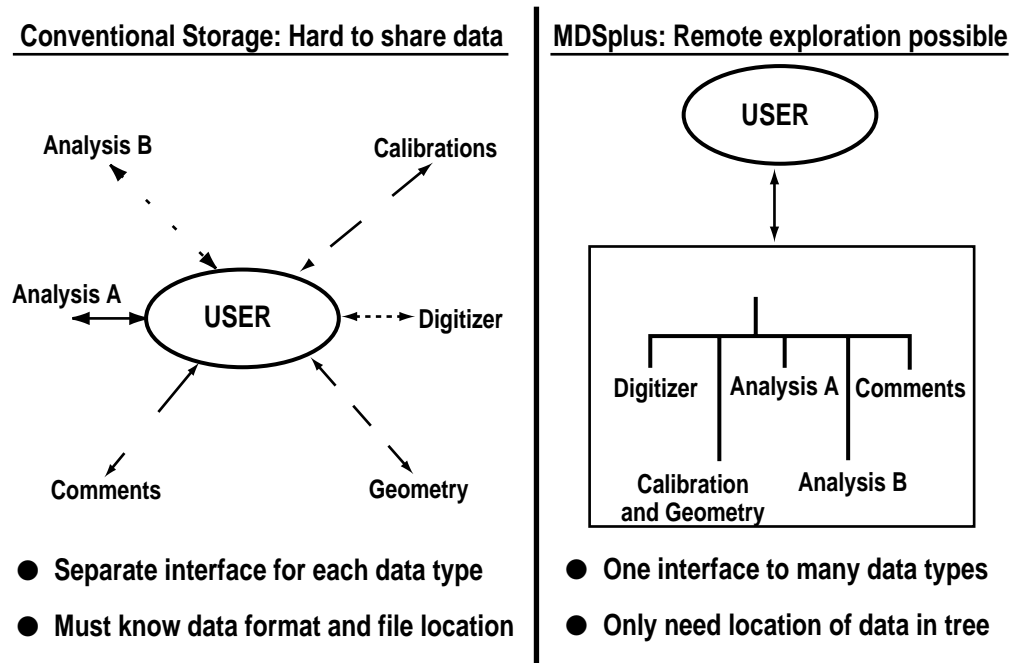 Conventional Storage: Hard to share data
Analysis B
Calibrations
Analysis A
USER
Digitizer
Comments
Geometry
● Separate interface for each data type
● Must know data format and file location
MDSplus: Remote exploration possible
USER
Digitizer
Analysis A
Comments
Calibration
and Geometry
Analysis B
● One interface to many data types
● Only need location of data in tree